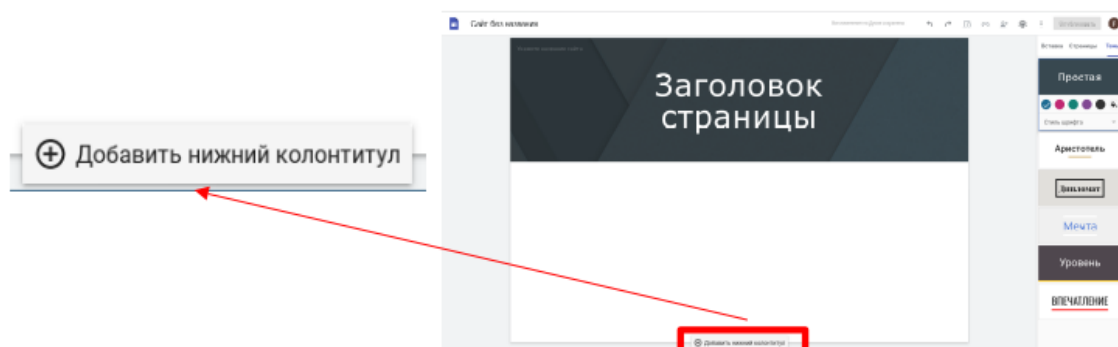 Сайт без названия
Вставка Страницы Темы
Заголовок
страницы
Простая
Стиль шрифта
Аристотель
Дипломат
Мечта
Уровень
ВПЕЧАТЛЕНИЕ
Добавить нижний колонтитул
Добавить нижний колонтитул